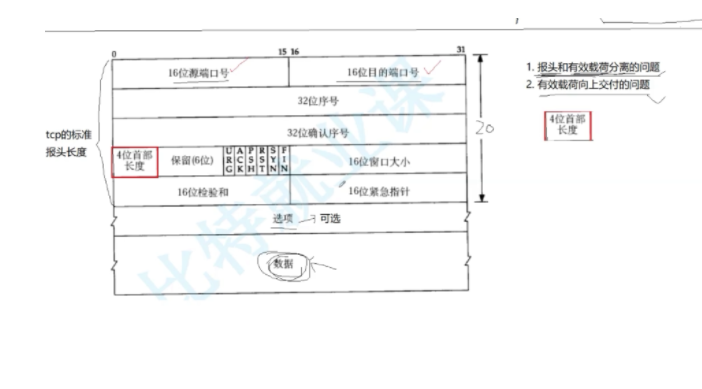 0 15 16 31
16位源端口号 16位目的端口号
32位序号
32位确认序号
4位首部长度 保留(6位) URG ACK PSH RST SYN FIN 16位窗口大小
16位检验和 16位紧急指针
选项 可选
数据
tcp的标准
报头长度
20
1. 报头和有效载荷分离的问题
2. 有效载荷向上交付的问题
4位首部
长度
比特就业课